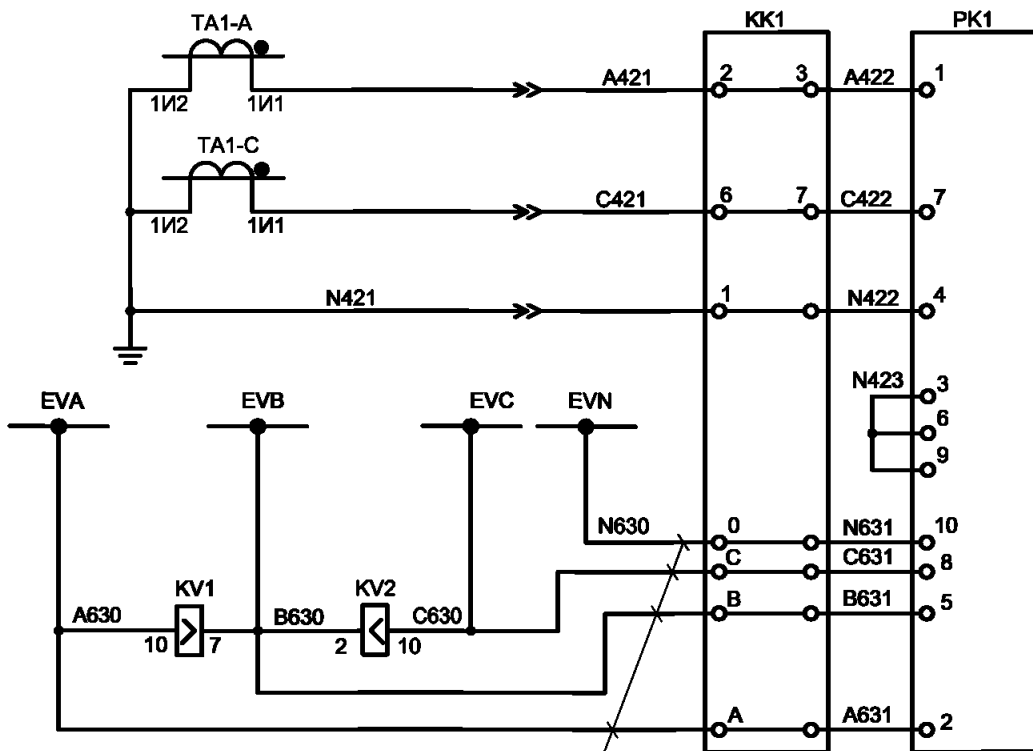 TA1-A KK1 PK1
1И2 1И1 A421 2 3 A422 1
TA1-C
1И2 1И1 C421 6 7 C422 7
N421 1 N422 4
N423 3
6
9
EVA EVB EVC EVN
N630 0 N631 10
C C631 8
KV1 KV2
B B631 5
A630 10 7 B630 2 10 C630
A A631 2